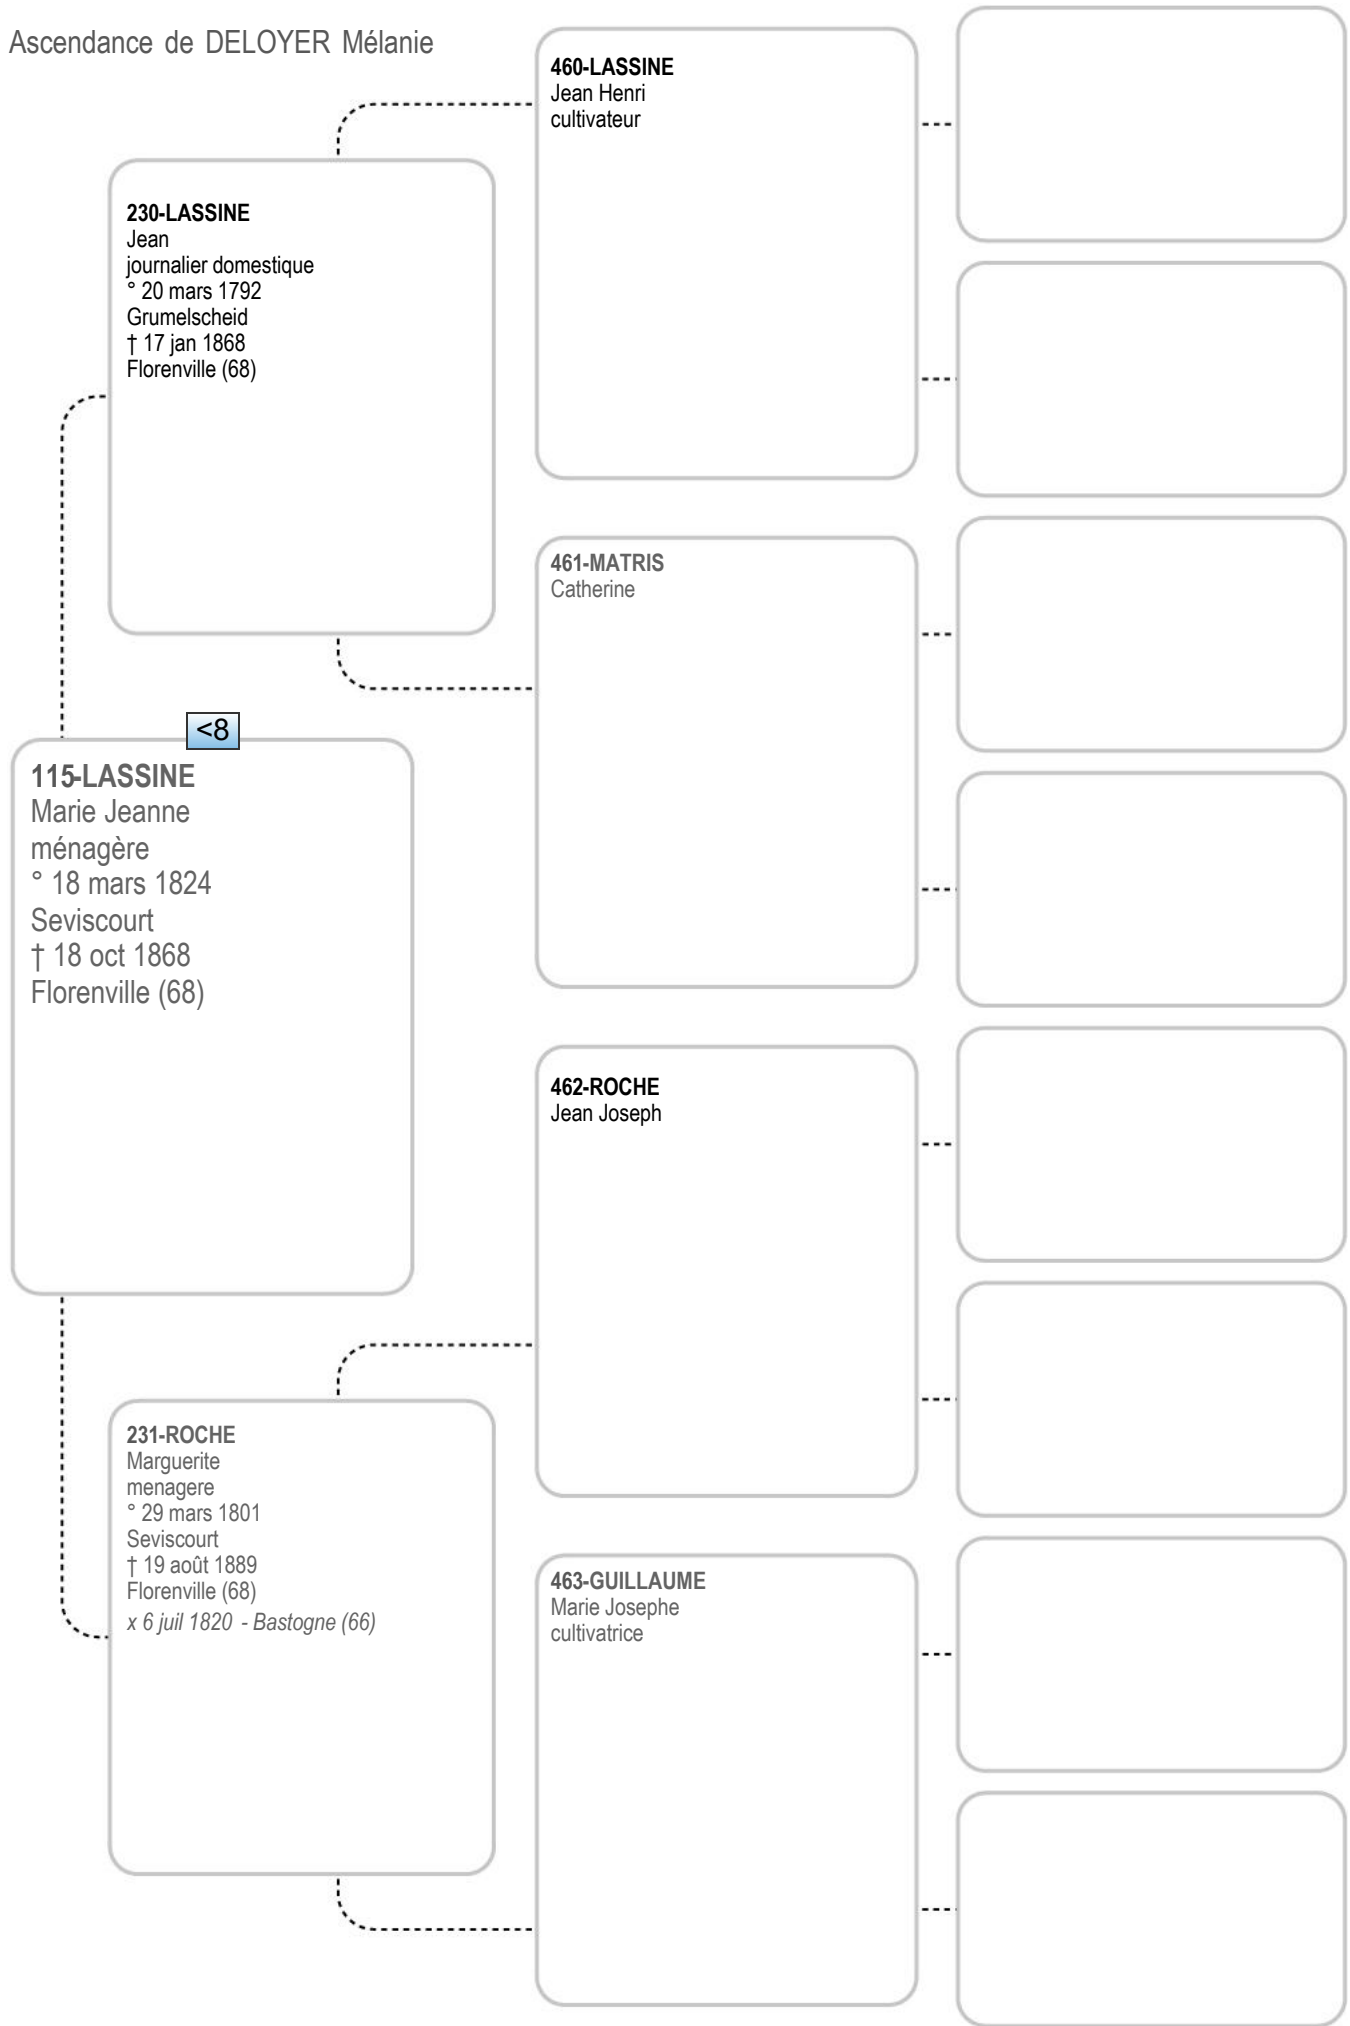 Ascendance de DELOYER Mélanie
460-LASSINE
Jean Henri
cultivateur
230-LASSINE
Jean
journalier domestique
° 20 mars 1792
Grumelscheid
† 17 jan 1868
Florenville (68)
461-MATRIS
Catherine
<8
115-LASSINE
Marie Jeanne
ménagère
° 18 mars 1824
Seviscourt
† 18 oct 1868
Florenville (68)
462-ROCHE
Jean Joseph
231-ROCHE
Marguerite
menagere
° 29 mars 1801
Seviscourt
† 19 août 1889
Florenville (68)
x 6 juil 1820 - Bastogne (66)
463-GUILLAUME
Marie Josephe
cultivatrice